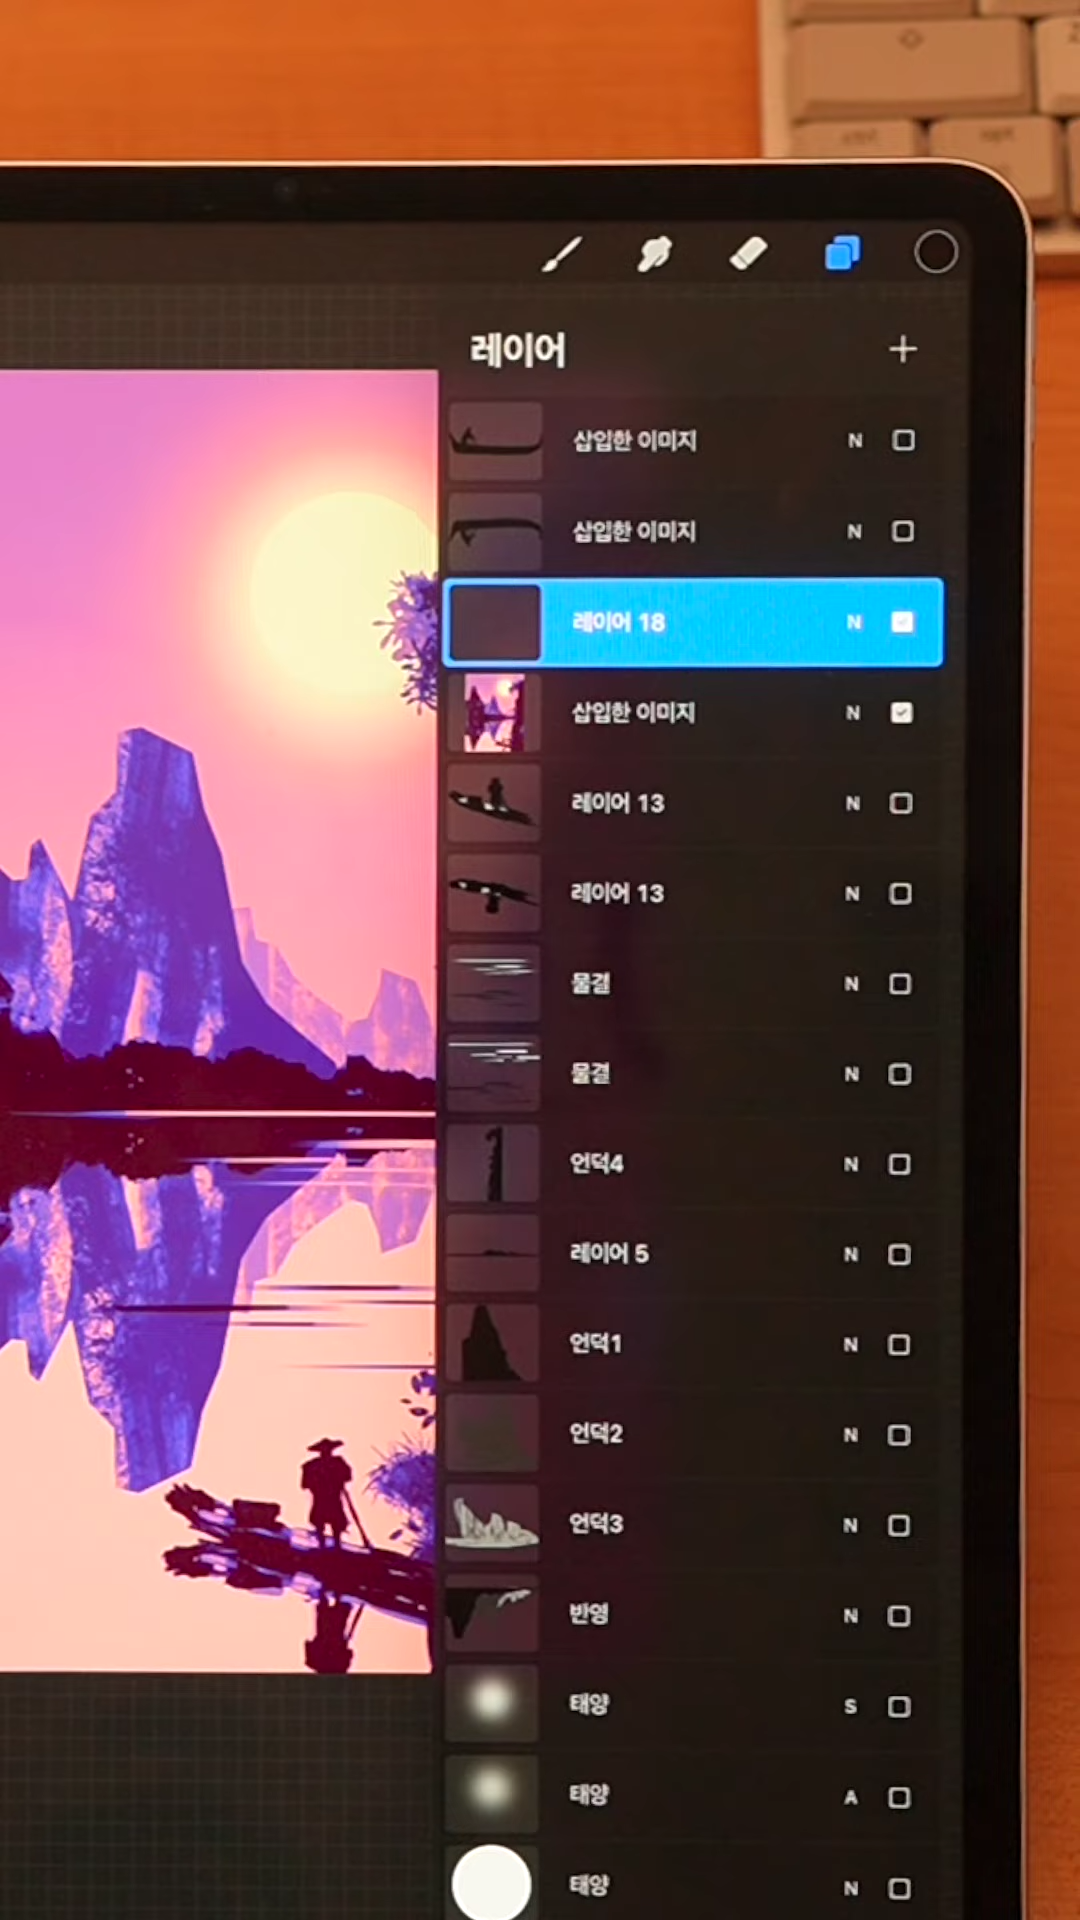 레이어
삽입한 이미지 N
삽입한 이미지 N
레이어 18 N
삽입한 이미지 N
레이어 13 N
레이어 13 N
물결 N
물결 N
언덕4 N
레이어 5 N
언덕1 N
언덕2 N
언덕3 N
반영 N
태양 S
태양 A
태양 N